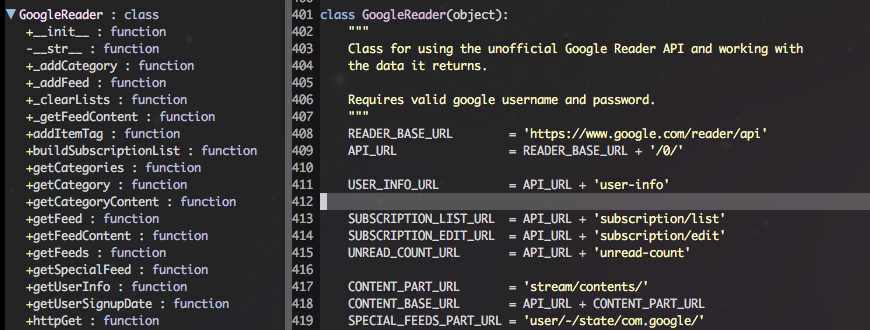 ▼GoogleReader : class
+__init__ : function
-__str__ : function
+_addCategory : function
+_addFeed : function
+_clearLists : function
+_getFeedContent : function
+addItemTag : function
+buildSubscriptionList : function
+getCategories : function
+getCategory : function
+getCategoryContent : function
+getFeed : function
+getFeedContent : function
+getFeeds : function
+getSpecialFeed : function
+getUserInfo : function
+getUserSignupDate : function
+httpGet : function
401 class GoogleReader(object):
402     """
403     Class for using the unofficial Google Reader API and working with
404     the data it returns.
405
406     Requires valid google username and password.
407     """
408     READER_BASE_URL        = 'https://www.google.com/reader/api'
409     API_URL                = READER_BASE_URL + '/0/'
410
411     USER_INFO_URL          = API_URL + 'user-info'
412
413     SUBSCRIPTION_LIST_URL  = API_URL + 'subscription/list'
414     SUBSCRIPTION_EDIT_URL  = API_URL + 'subscription/edit'
415     UNREAD_COUNT_URL       = API_URL + 'unread-count'
416
417     CONTENT_PART_URL       = 'stream/contents/'
418     CONTENT_BASE_URL       = API_URL + CONTENT_PART_URL
419     SPECIAL_FEEDS_PART_URL = 'user/-/state/com.google/'